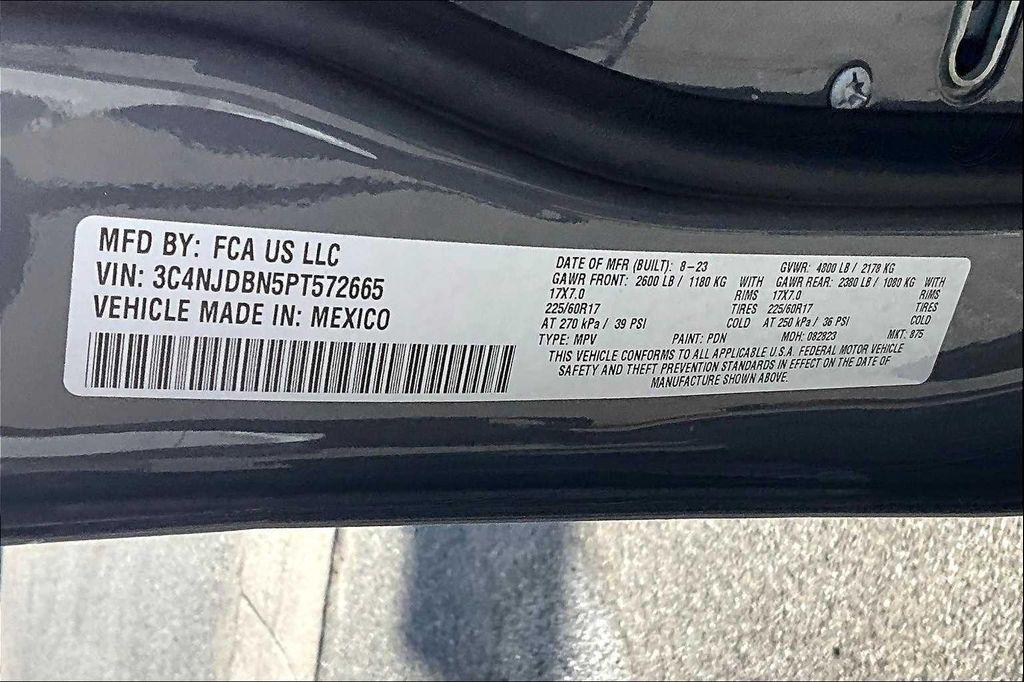 MFD BY: FCA US LLC
VIN: 3C4NJDBN5PT572665
VEHICLE MADE IN: MEXICO
DATE OF MFR (BUILT): 8-23 GVWR: 4800 LB / 2178 KG
GAWR FRONT: 2600 LB / 1180 KG WITH GAWR REAR: 2380 LB / 1080 KG WITH
17X7.0 RIMS 17X7.0 RIMS
225/60R17 TIRES 225/60R17 TIRES
AT 270 kPa / 39 PSI COLD AT 250 kPa / 36 PSI COLD
TYPE: MPV PAINT: PDN MDH: 082823 MKT: 875
THIS VEHICLE CONFORMS TO ALL APPLICABLE U.S.A. FEDERAL MOTOR VEHICLE
SAFETY AND THEFT PREVENTION STANDARDS IN EFFECT ON THE DATE OF
MANUFACTURE SHOWN ABOVE.